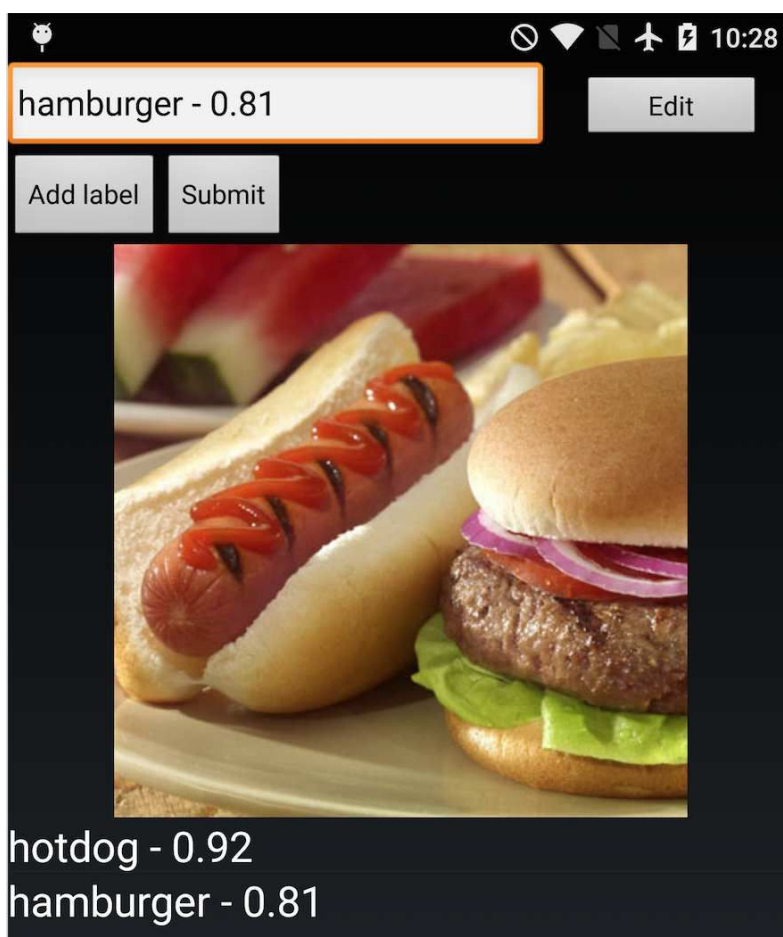 10:28
hamburger - 0.81
Edit
Add label
Submit
hotdog - 0.92
hamburger - 0.81